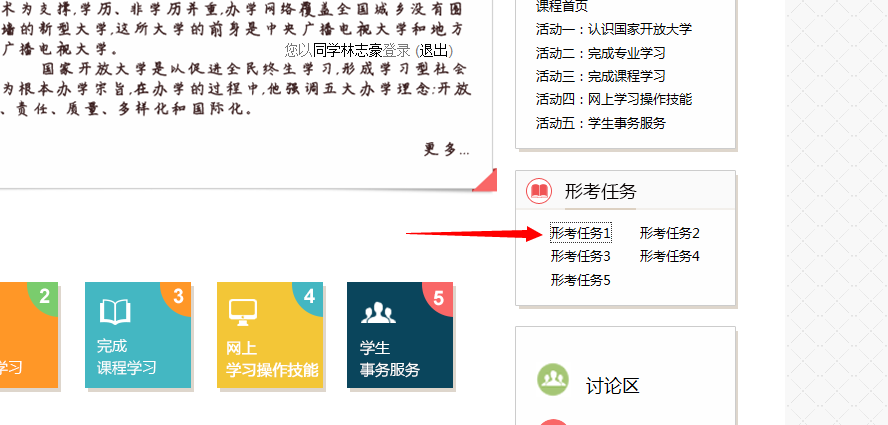 术为支撑,学历、非学历并重,办学网络覆盖全国城乡没有围
墙的新型大学,这所大学的前身是中央广播电视大学和地方
广播电视大学。
您以同学林志豪登录 (退出)
国家开放大学是以促进全民终生学习,形成学习型社会
为根本办学宗旨,在办学的过程中,他强调五大办学理念:开放
、责任、质量、多样化和国际化。
更多...
课程首页
活动一：认识国家开放大学
活动二：完成专业学习
活动三：完成课程学习
活动四：网上学习操作技能
活动五：学生事务服务
形考任务
形考任务1 形考任务2
形考任务3 形考任务4
形考任务5
2
学习
3
完成
课程学习
4
网上
学习操作技能
5
学生
事务服务
讨论区